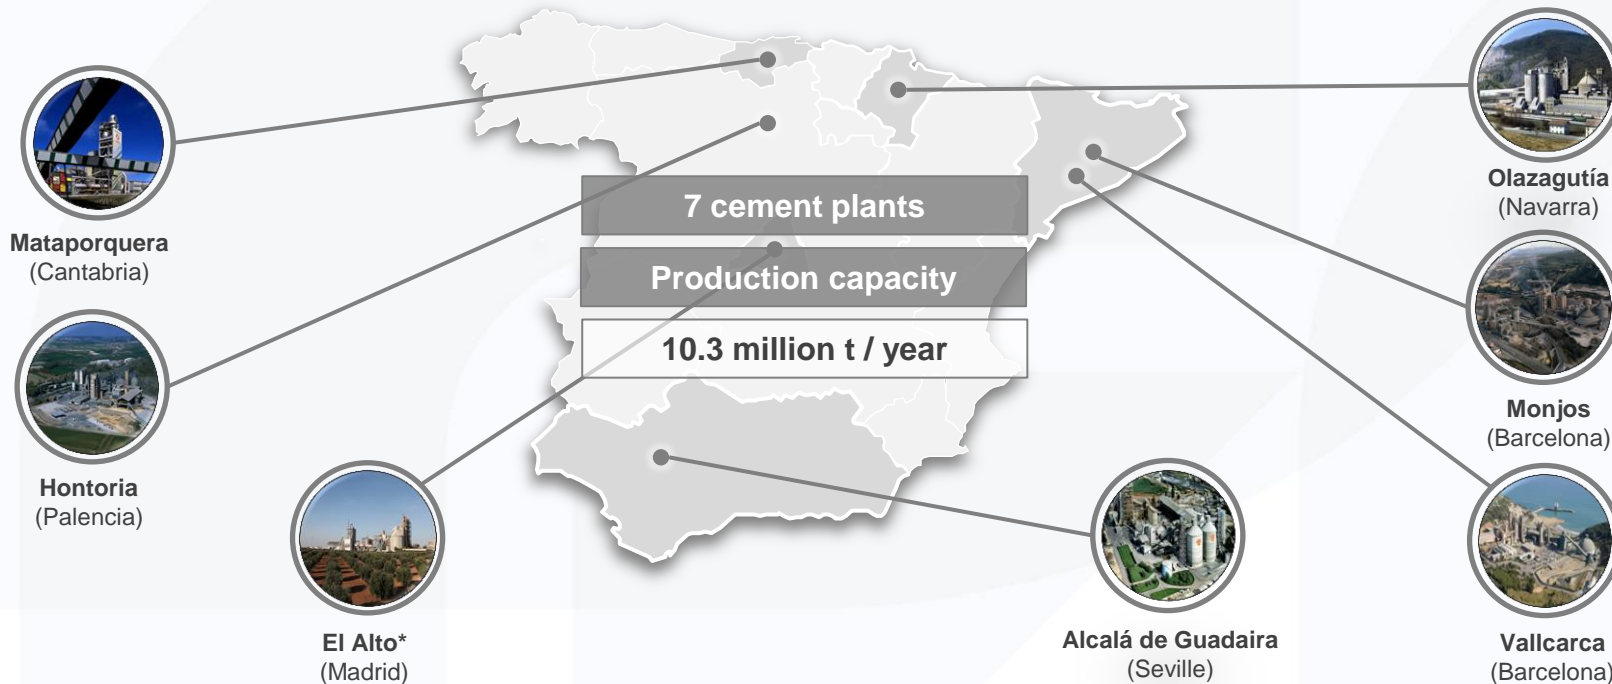 7 cement plants
Production capacity
10.3 million t / year
Mataporquera
(Cantabria)
Hontoria
(Palencia)
El Alto*
(Madrid)
Alcalá de Guadaira
(Seville)
Olazagutía
(Navarra)
Monjos
(Barcelona)
Vallcarca
(Barcelona)